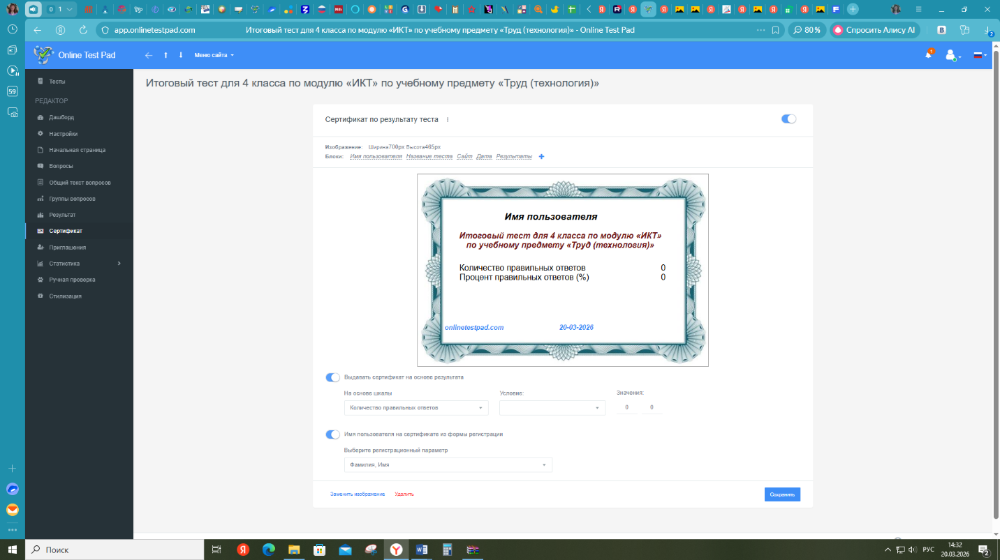 0 1
app.onlinetestpad.com
Итоговый тест для 4 класса по модулю «ИКТ» по учебному предмету «Труд (технология)» - Online Test Pad
80 %
Спросить Алису AI
B
2
59
Online Test Pad
Меню сайта
1
Тесты
РЕДАКТОР
Дашборд
Настройки
Начальная страница
Вопросы
Общий текст вопросов
Группы вопросов
Результат
Сертификат
Приглашения
Статистика
Ручная проверка
Стилизация
Итоговый тест для 4 класса по модулю «ИКТ» по учебному предмету «Труд (технология)»
Сертификат по результату теста
Изображение: Ширина700px Высота465px
Блоки: Имя пользователя Название теста Сайт Дата Результаты
Имя пользователя
Итоговый тест для 4 класса по модулю «ИКТ»
по учебному предмету «Труд (технология)»
Количество правильных ответов 0
Процент правильных ответов (%) 0
onlinetestpad.com 20-03-2026
Выдавать сертификат на основе результата
На основе шкалы Условие: Значения:
Количество правильных ответов 0 0
Имя пользователя на сертификате из формы регистрации
Выберите регистрационный параметр
Фамилия, Имя
Заменить изображение Удалить Сохранить
Поиск
РУС
14:32
20.03.2026
2